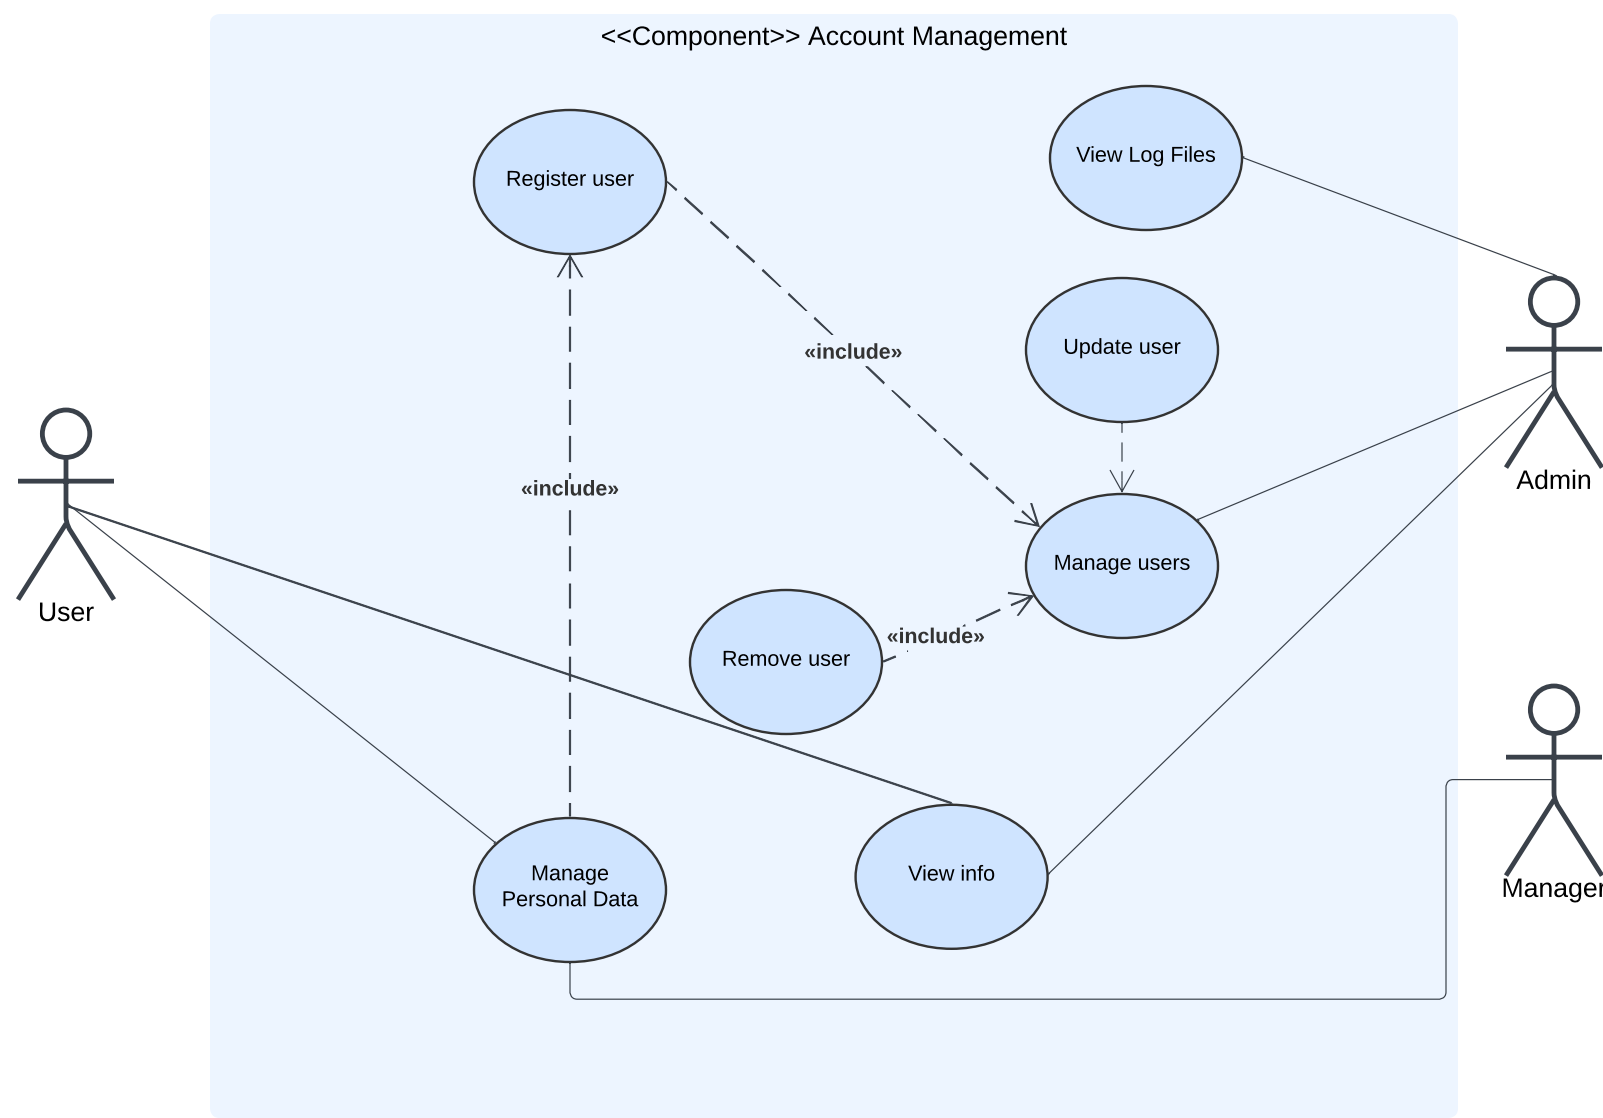 <<Component>> Account Management
View Log Files
Register user
Update user
«include»
Admin
«include»
Manage users
User
«include»
Remove user
Manage
Personal Data
View info
Manager